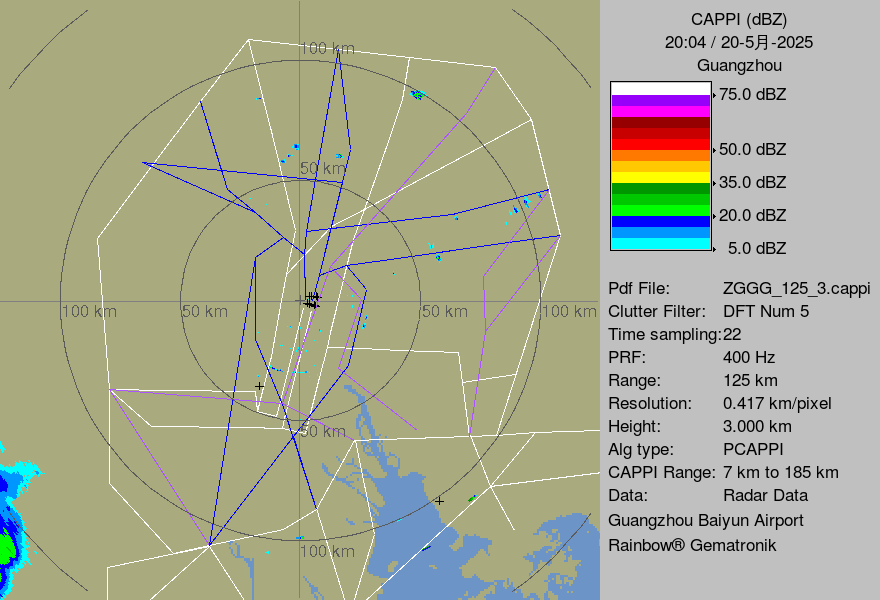 CAPPI (dBZ)
20:04 / 20-5月-2025
Guangzhou
75.0 dBZ
50.0 dBZ
35.0 dBZ
20.0 dBZ
5.0 dBZ
Pdf File: ZGGG_125_3.cappi
Clutter Filter: DFT Num 5
Time sampling:22
PRF: 400 Hz
Range: 125 km
Resolution: 0.417 km/pixel
Height: 3.000 km
Alg type: PCAPPI
CAPPI Range: 7 km to 185 km
Data: Radar Data
Guangzhou Baiyun Airport
Rainbow® Gematronik
100 km
50 km
100 km 50 km 50 km 100 km
50 km
100 km